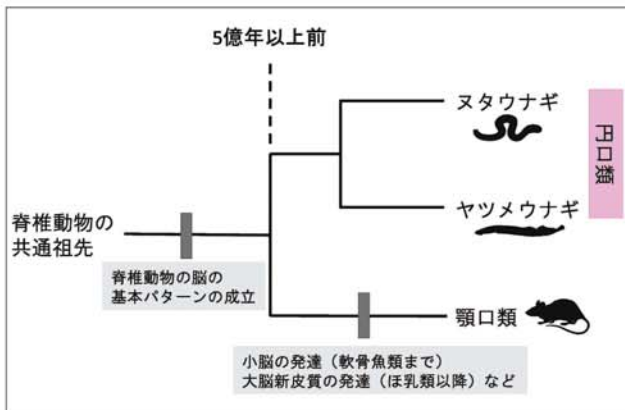 5億年以上前
ヌタウナギ
円口類
ヤツメウナギ
脊椎動物の
共通祖先
脊椎動物の脳の
基本パターンの成立
顎口類
小脳の発達（軟骨魚類まで）
大脳新皮質の発達（ほ乳類以降）など